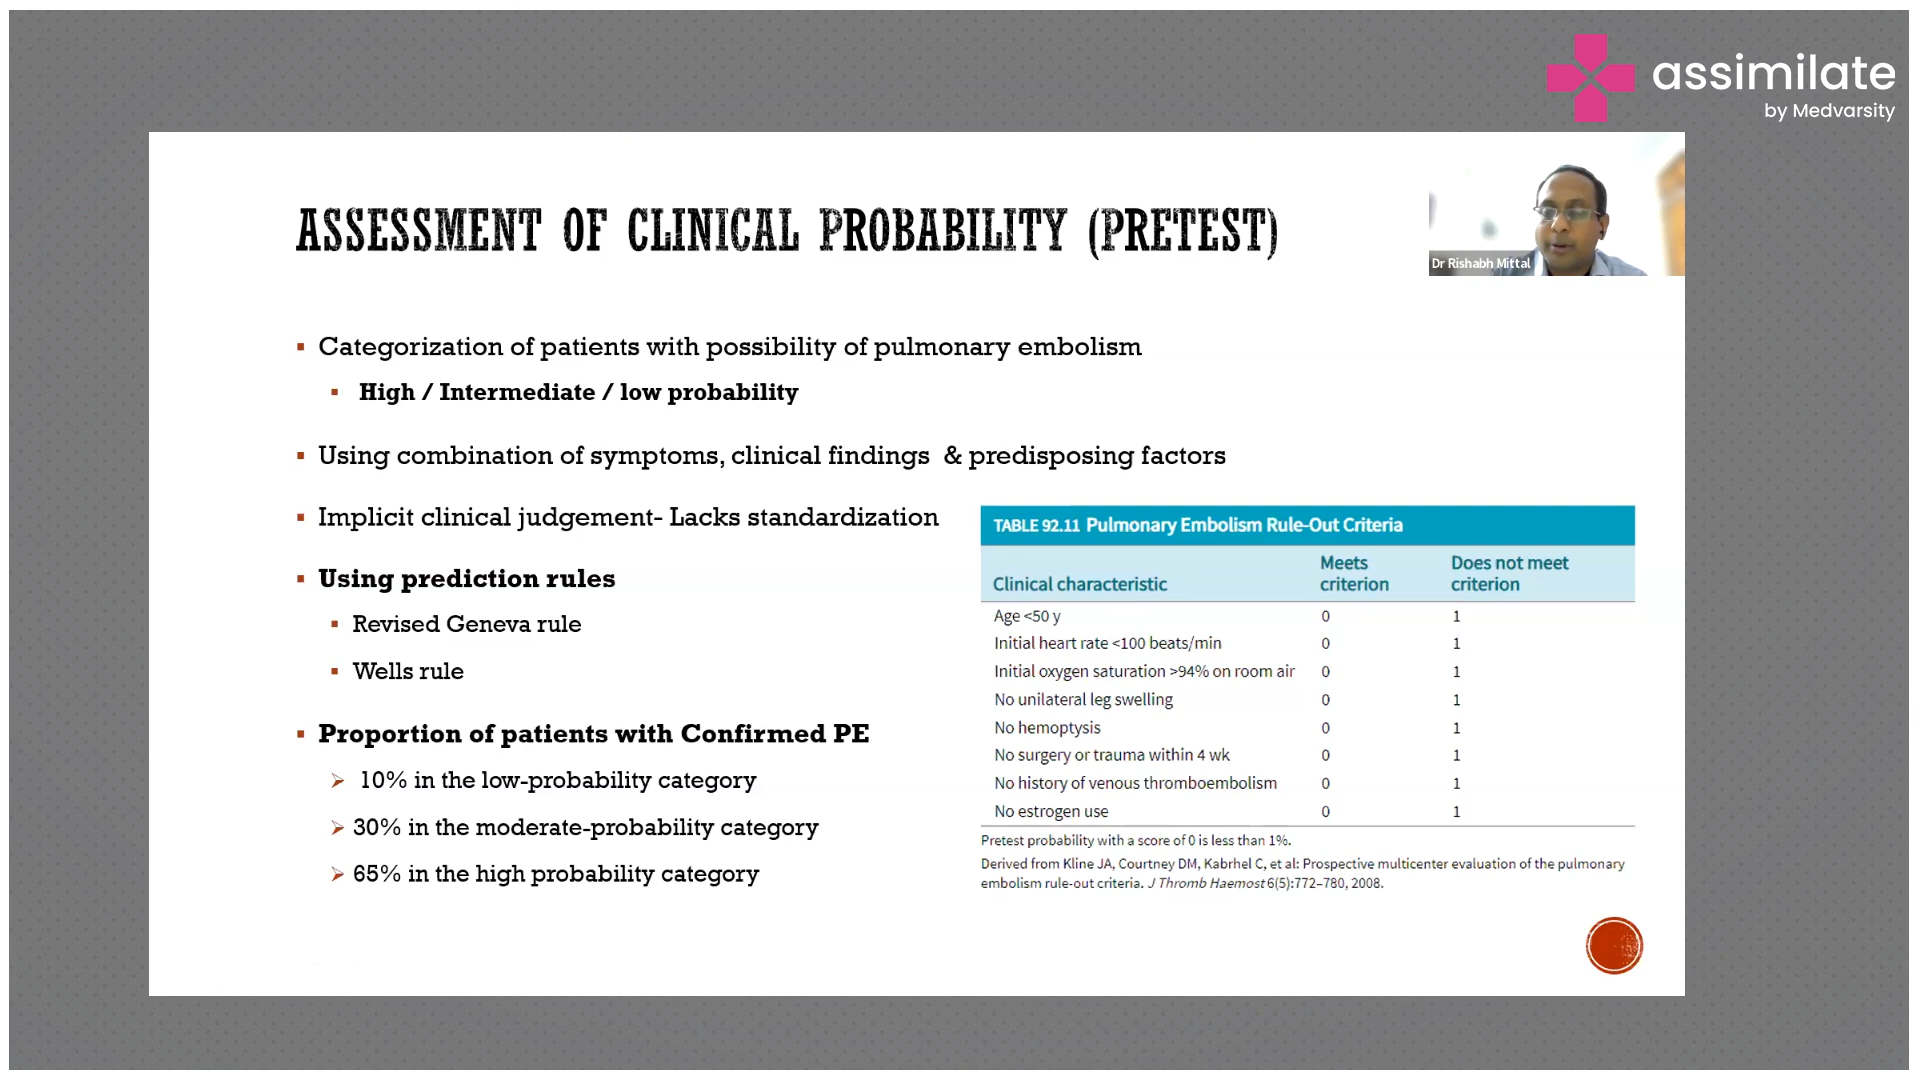 assimilate
by Medvarsity
ASSESSMENT OF CLINICAL PROBABILITY (PRETEST)
Dr Rishabh Mittal
Categorization of patients with possibility of pulmonary embolism
High / Intermediate / low probability
Using combination of symptoms, clinical findings & predisposing factors
Implicit clinical judgement- Lacks standardization
Using prediction rules
Revised Geneva rule
Wells rule
Proportion of patients with Confirmed PE
10% in the low-probability category
30% in the moderate-probability category
65% in the high probability category
TABLE 92.11 Pulmonary Embolism Rule-Out Criteria
Clinical characteristic Meets criterion Does not meet criterion
Age <50 y 0 1
Initial heart rate <100 beats/min 0 1
Initial oxygen saturation >94% on room air 0 1
No unilateral leg swelling 0 1
No hemoptysis 0 1
No surgery or trauma within 4 wk 0 1
No history of venous thromboembolism 0 1
No estrogen use 0 1
Pretest probability with a score of 0 is less than 1%.
Derived from Kline JA, Courtney DM, Kabrhel C, et al: Prospective multicenter evaluation of the pulmonary
embolism rule-out criteria. J Thromb Haemost 6(5):772–780, 2008.